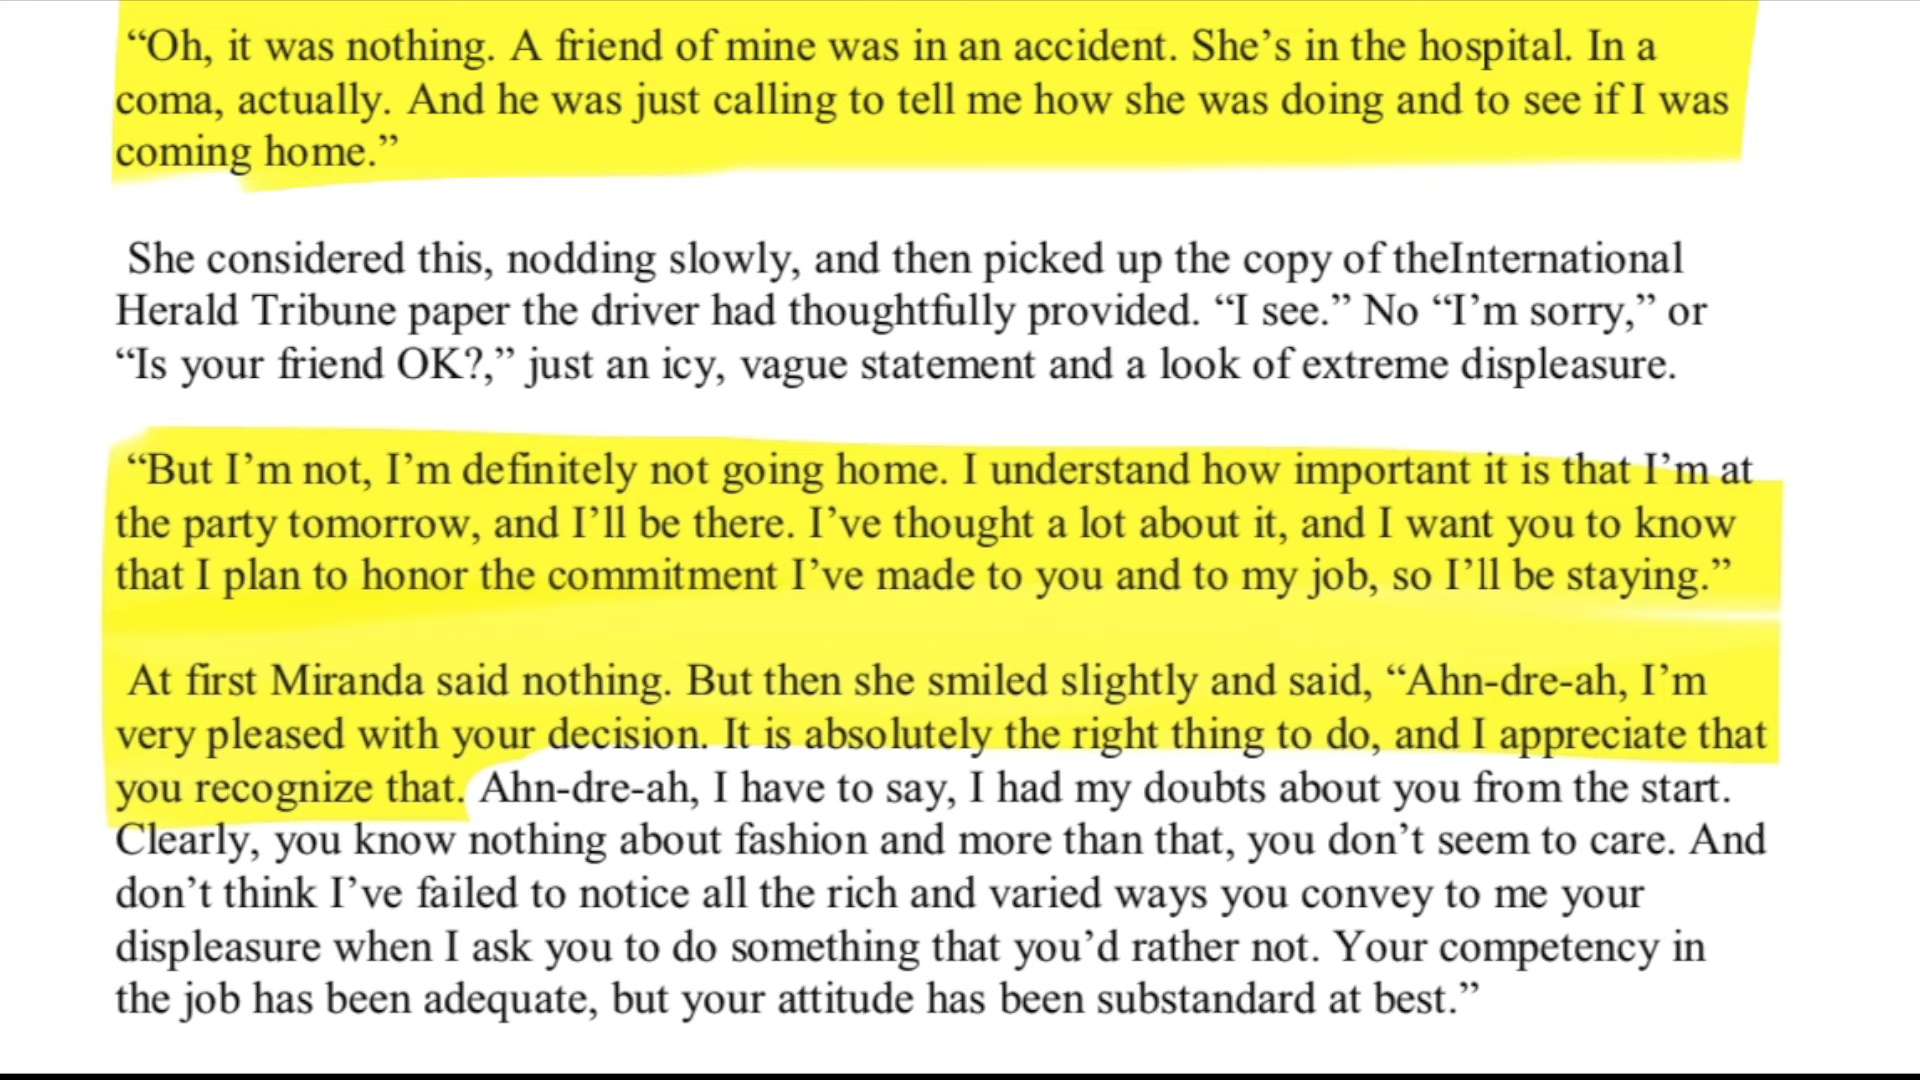 “Oh, it was nothing. A friend of mine was in an accident. She’s in the hospital. In a
coma, actually. And he was just calling to tell me how she was doing and to see if I was
coming home.”
She considered this, nodding slowly, and then picked up the copy of theInternational
Herald Tribune paper the driver had thoughtfully provided. “I see.” No “I’m sorry,” or
“Is your friend OK?,” just an icy, vague statement and a look of extreme displeasure.
“But I’m not, I’m definitely not going home. I understand how important it is that I’m at
the party tomorrow, and I’ll be there. I’ve thought a lot about it, and I want you to know
that I plan to honor the commitment I’ve made to you and to my job, so I’ll be staying.”
At first Miranda said nothing. But then she smiled slightly and said, “Ahn-dre-ah, I’m
very pleased with your decision. It is absolutely the right thing to do, and I appreciate that
you recognize that. Ahn-dre-ah, I have to say, I had my doubts about you from the start.
Clearly, you know nothing about fashion and more than that, you don’t seem to care. And
don’t think I’ve failed to notice all the rich and varied ways you convey to me your
displeasure when I ask you to do something that you’d rather not. Your competency in
the job has been adequate, but your attitude has been substandard at best.”